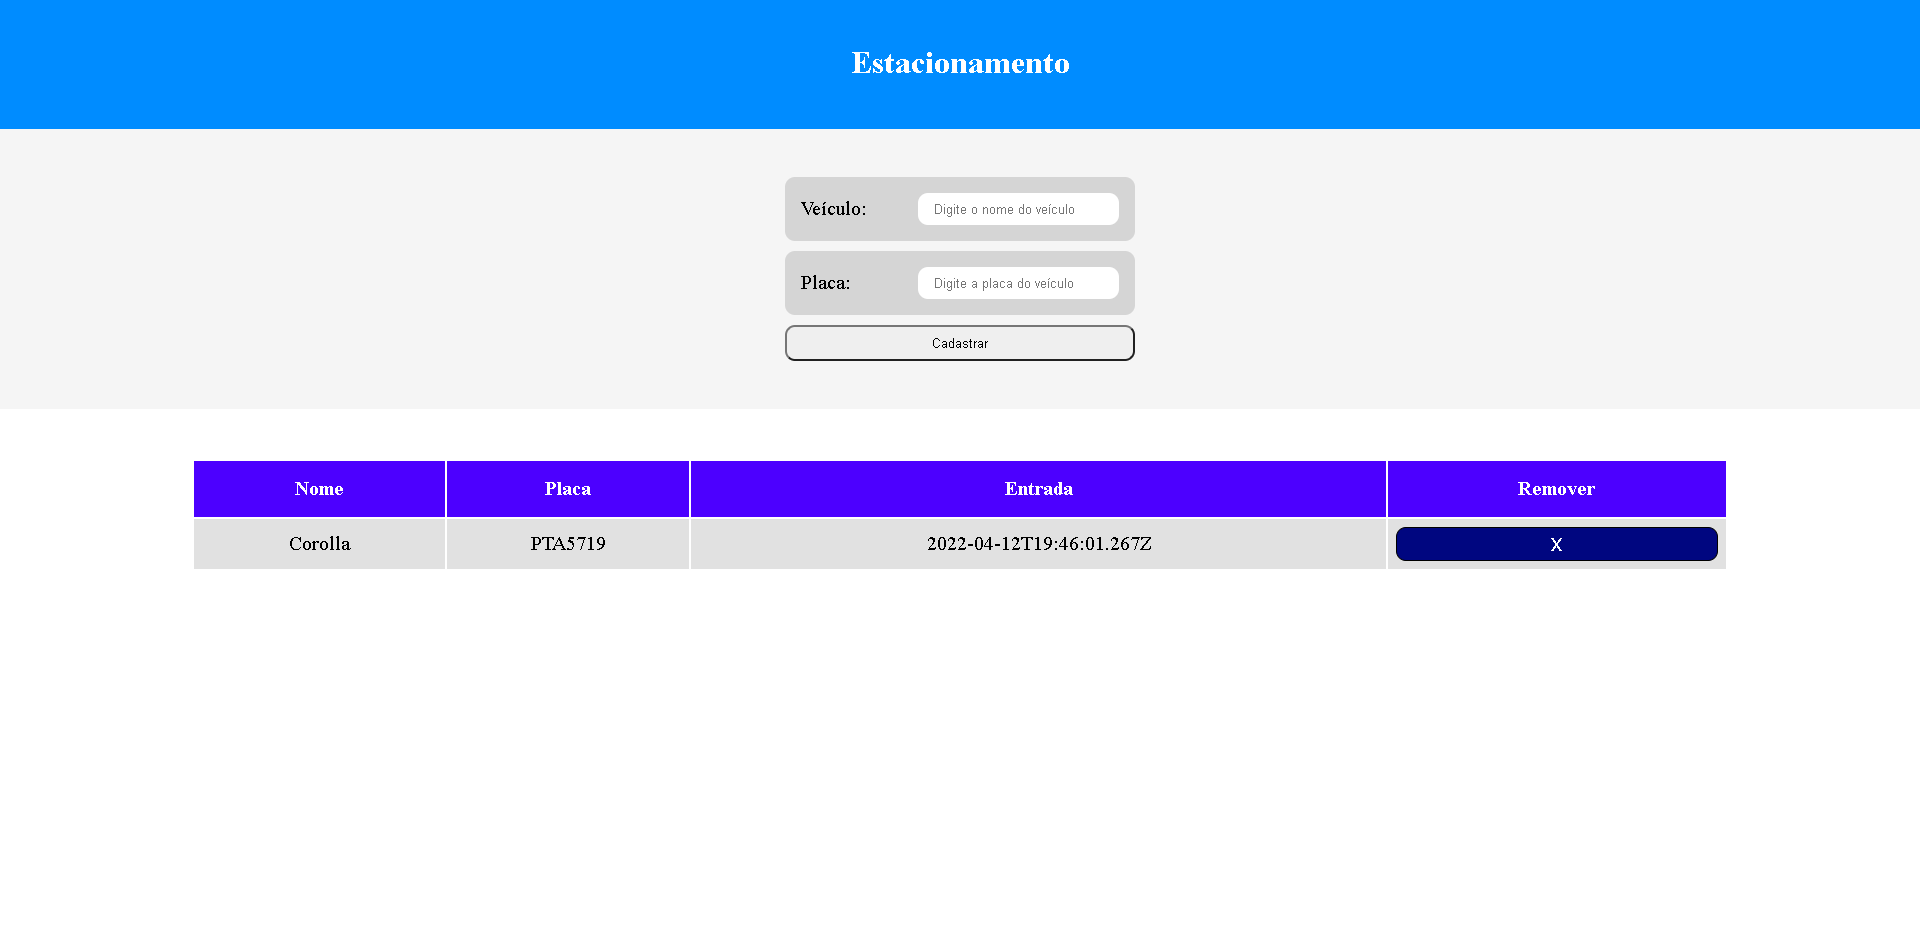 Estacionamento
Veículo: Digite o nome do veículo
Placa: Digite a placa do veículo
Cadastrar
Nome Placa Entrada Remover
Corolla PTA5719 2022-04-12T19:46:01.267Z X